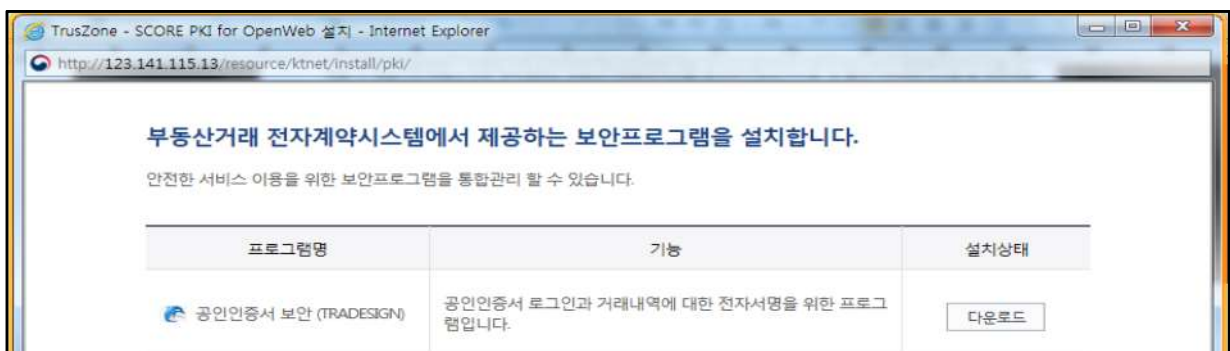 TrusZone - SCORE PKI for OpenWeb 설치 - Internet Explorer
http://123.141.115.13/resource/ktnet/install/pki/
부동산거래 전자계약시스템에서 제공하는 보안프로그램을 설치합니다.
안전한 서비스 이용을 위한 보안프로그램을 통합관리 할 수 있습니다.
프로그램명 기능 설치상태
공인인증서 보안 (TRADESIGN) 공인인증서 로그인과 거래내역에 대한 전자서명을 위한 프로그
램입니다. 다운로드